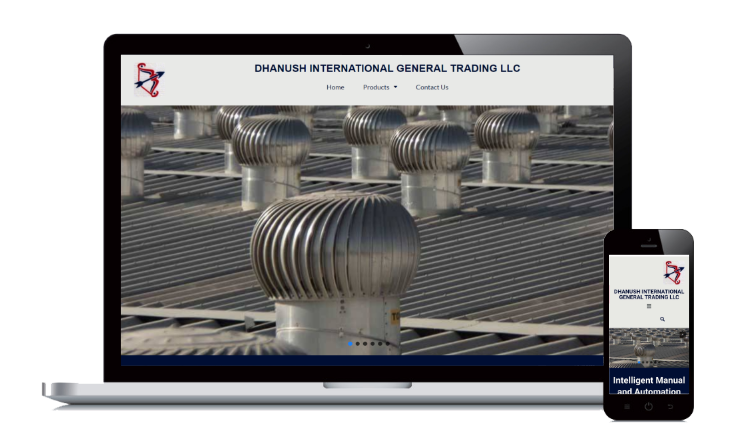 DHANUSH INTERNATIONAL GENERAL TRADING LLC
Home Products Contact Us
DHANUSH INTERNATIONAL
GENERAL TRADING LLC
Intelligent Manual
and Automation